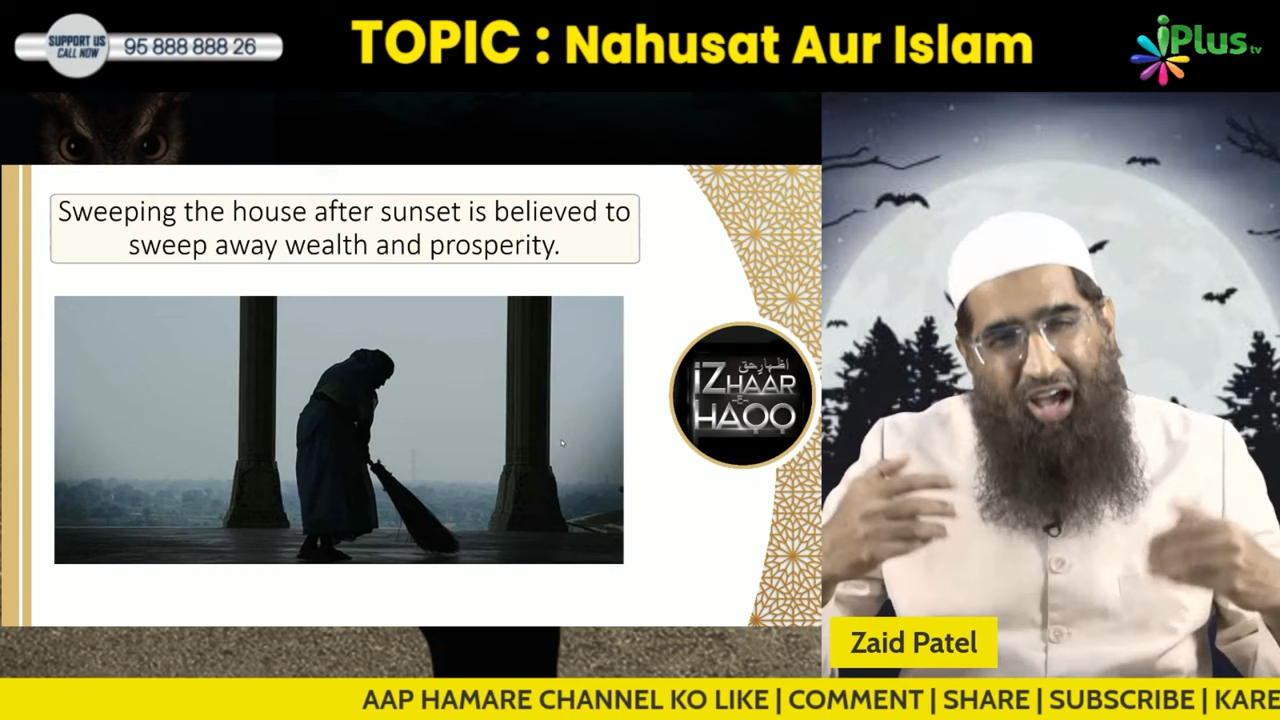 SUPPORT US
CALL NOW
95 888 888 26
TOPIC : Nahusat Aur Islam
iPlus tv
Sweeping the house after sunset is believed to
sweep away wealth and prosperity.
اظہارِ حق
iZHAAR
-E-
HAQQ
Zaid Patel
AAP HAMARE CHANNEL KO LIKE | COMMENT | SHARE | SUBSCRIBE | KARE